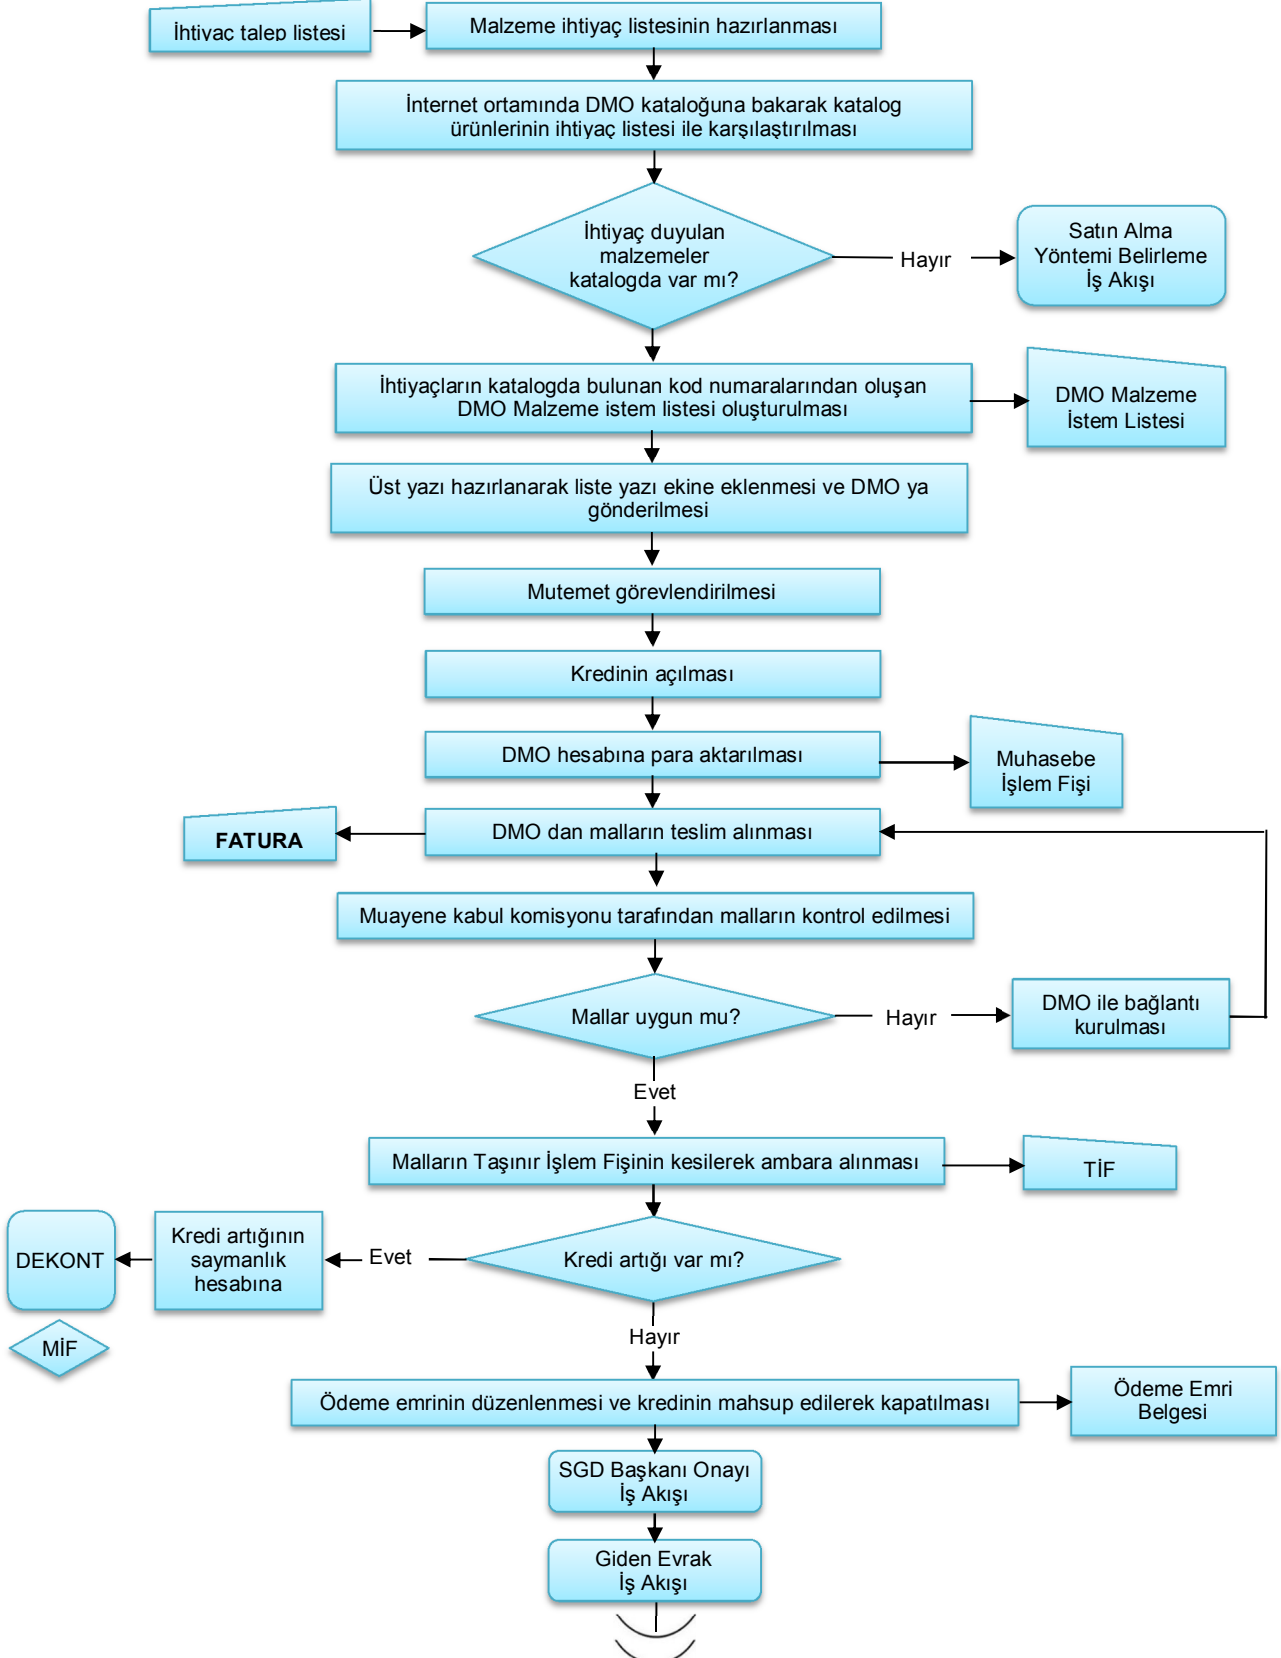 İhtiyaç talep listesi
Malzeme ihtiyaç listesinin hazırlanması
İnternet ortamında DMO kataloğuna bakarak katalog
ürünlerinin ihtiyaç listesi ile karşılaştırılması
İhtiyaç duyulan
malzemeler
katalogda var mı?
Hayır
Satın Alma
Yöntemi Belirleme
İş Akışı
İhtiyaçların katalogda bulunan kod numaralarından oluşan
DMO Malzeme istem listesi oluşturulması
DMO Malzeme
İstem Listesi
Üst yazı hazırlanarak liste yazı ekine eklenmesi ve DMO ya
gönderilmesi
Mutemet görevlendirilmesi
Kredinin açılması
DMO hesabına para aktarılması
Muhasebe
İşlem Fişi
FATURA
DMO dan malların teslim alınması
Muayene kabul komisyonu tarafından malların kontrol edilmesi
Mallar uygun mu?
Hayır
DMO ile bağlantı
kurulması
Evet
Malların Taşınır İşlem Fişinin kesilerek ambara alınması
TİF
DEKONT
Kredi artığının
saymanlık
hesabına
Evet
Kredi artığı var mı?
MİF
Hayır
Ödeme emrinin düzenlenmesi ve kredinin mahsup edilerek kapatılması
Ödeme Emri
Belgesi
SGD Başkanı Onayı
İş Akışı
Giden Evrak
İş Akışı